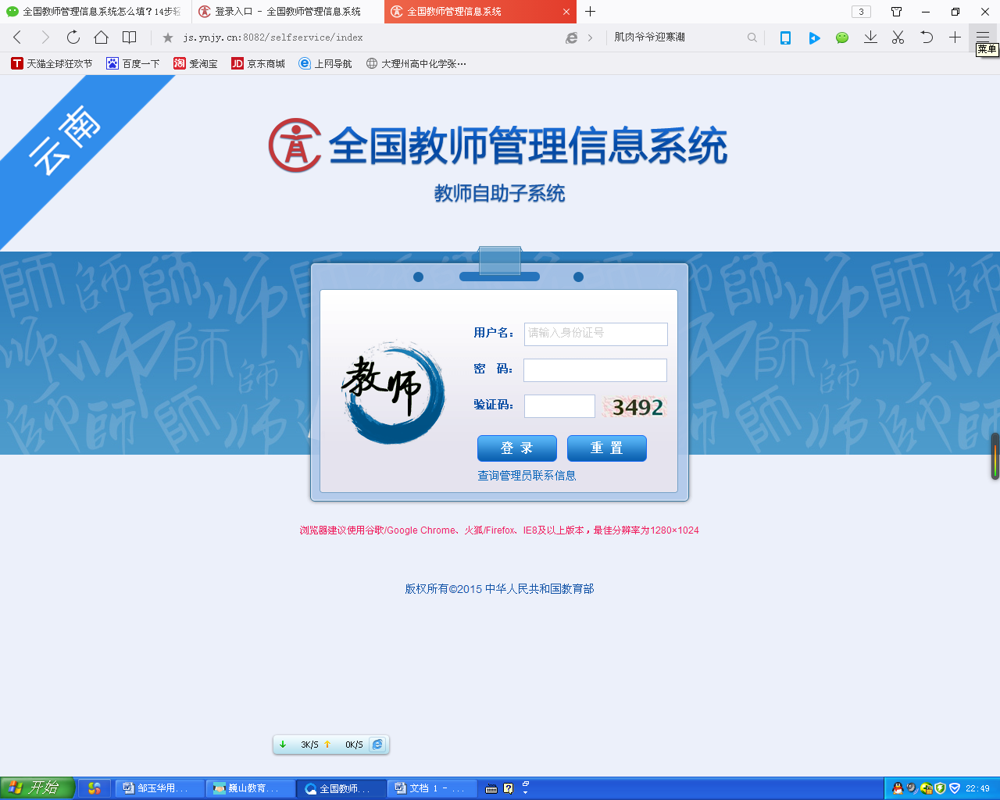 全国教师管理信息系统怎么填?14步轻
登录入口 - 全国教师管理信息系统
全国教师管理信息系统
3
js.ynjy.cn:8082/selfservice/index
肌肉爷爷迎寒潮
菜单
天猫全球狂欢节
百度一下
爱淘宝
京东商城
上网导航
大理州高中化学张…
云南
全国教师管理信息系统
教师自助子系统
教师
用户名:
请输入身份证号
密 码:
验证码:
3492
登 录
重 置
查询管理员联系信息
浏览器建议使用谷歌/Google Chrome、火狐/Firefox、IE8及以上版本，最佳分辨率为1280×1024
版权所有©2015 中华人民共和国教育部
3K/S
0K/S
开始
邹玉华用...
巍山教育...
全国教师...
文档 1 - ...
22:49